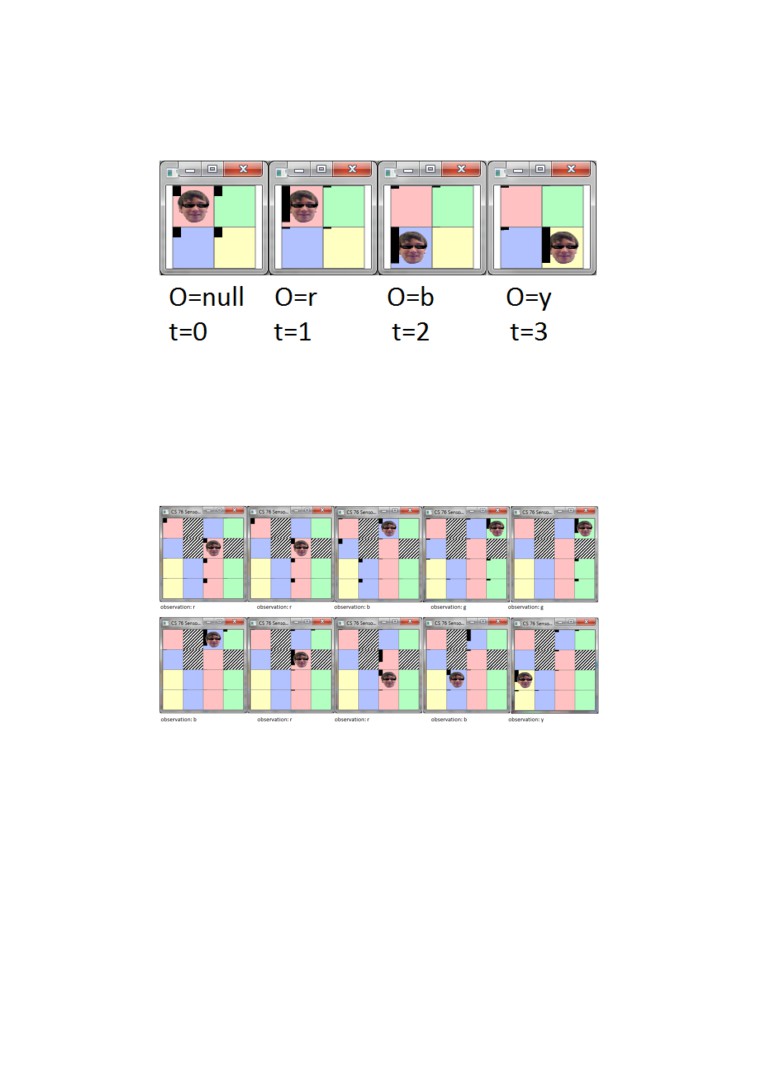 O=null O=r O=b O=y
t=0 t=1 t=2 t=3
CS 76 Senso... CS 76 Senso... CS 76 Senso... CS 76 Senso... CS 76 Senso...
observation: r observation: r observation: b observation: g observation: g
CS 76 Senso... CS 76 Senso... CS 76 Senso... CS 76 Senso... CS 76 Senso...
observation: b observation: r observation: r observation: b observation: y